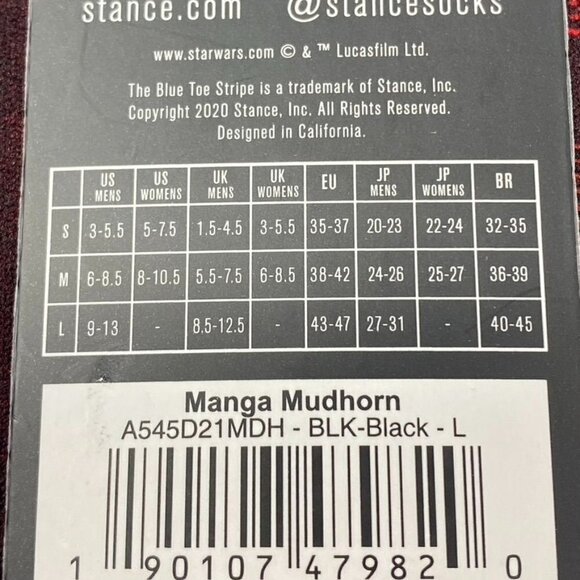 stance.com @stancesocks
www.starwars.com © & ™ Lucasfilm Ltd.
The Blue Toe Stripe is a trademark of Stance, Inc.
Copyright 2020 Stance, Inc. All Rights Reserved.
Designed in California.
US MENS US WOMENS UK MENS UK WOMENS EU JP MENS JP WOMENS BR
S 3-5.5 5-7.5 1.5-4.5 3-5.5 35-37 20-23 22-24 32-35
M 6-8.5 8-10.5 5.5-7.5 6-8.5 38-42 24-26 25-27 36-39
L 9-13 - 8.5-12.5 - 43-47 27-31 - 40-45
Manga Mudhorn
A545D21MDH - BLK-Black - L
1 90107 47982 0